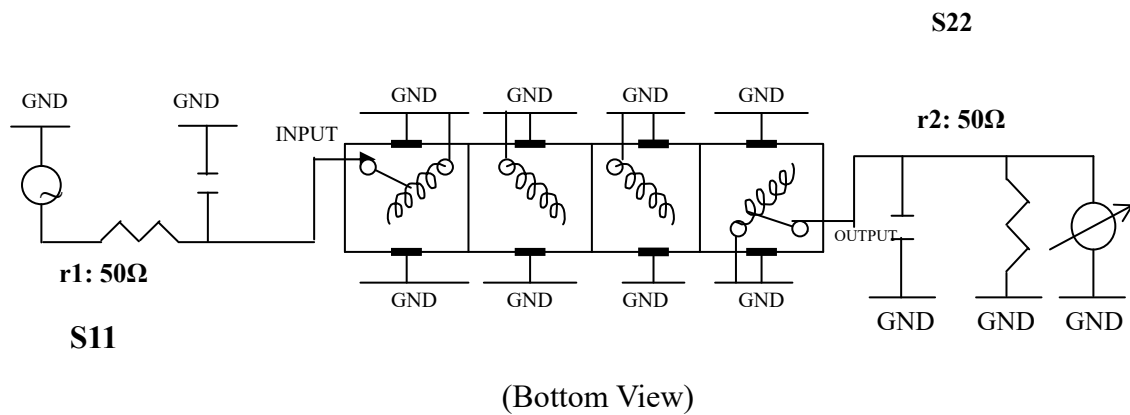 S22
GND
GND
GND
GND
GND
GND
r2: 50Ω
INPUT
OUTPUT
r1: 50Ω
GND
GND
GND
GND
GND
GND
GND
S11
(Bottom View)